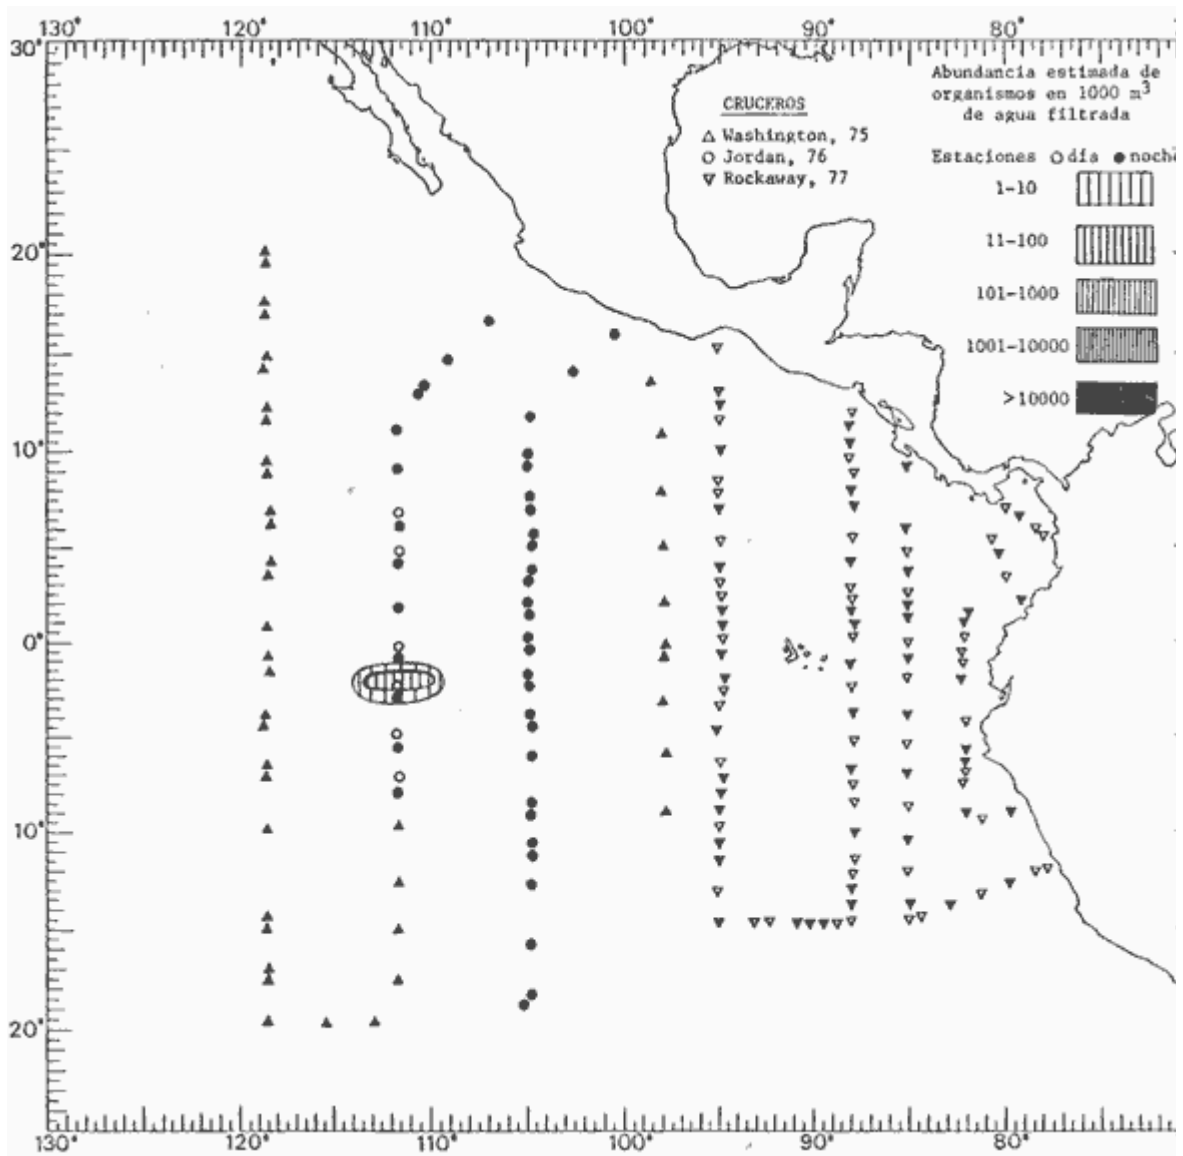 120° 110° 100° 90° 80°
30°
Abundancia estimada de
organismos en 1000 m³
de agua filtrada
CRUCEROS
△ Washington, 75
○ Jordan, 76
▽ Rockaway, 77
Estaciones ○ día ● noche
1-10
11-100
101-1000
1001-10000
>10000
20°
10°
0°
10°
20°
130° 120° 110° 100° 90° 80°